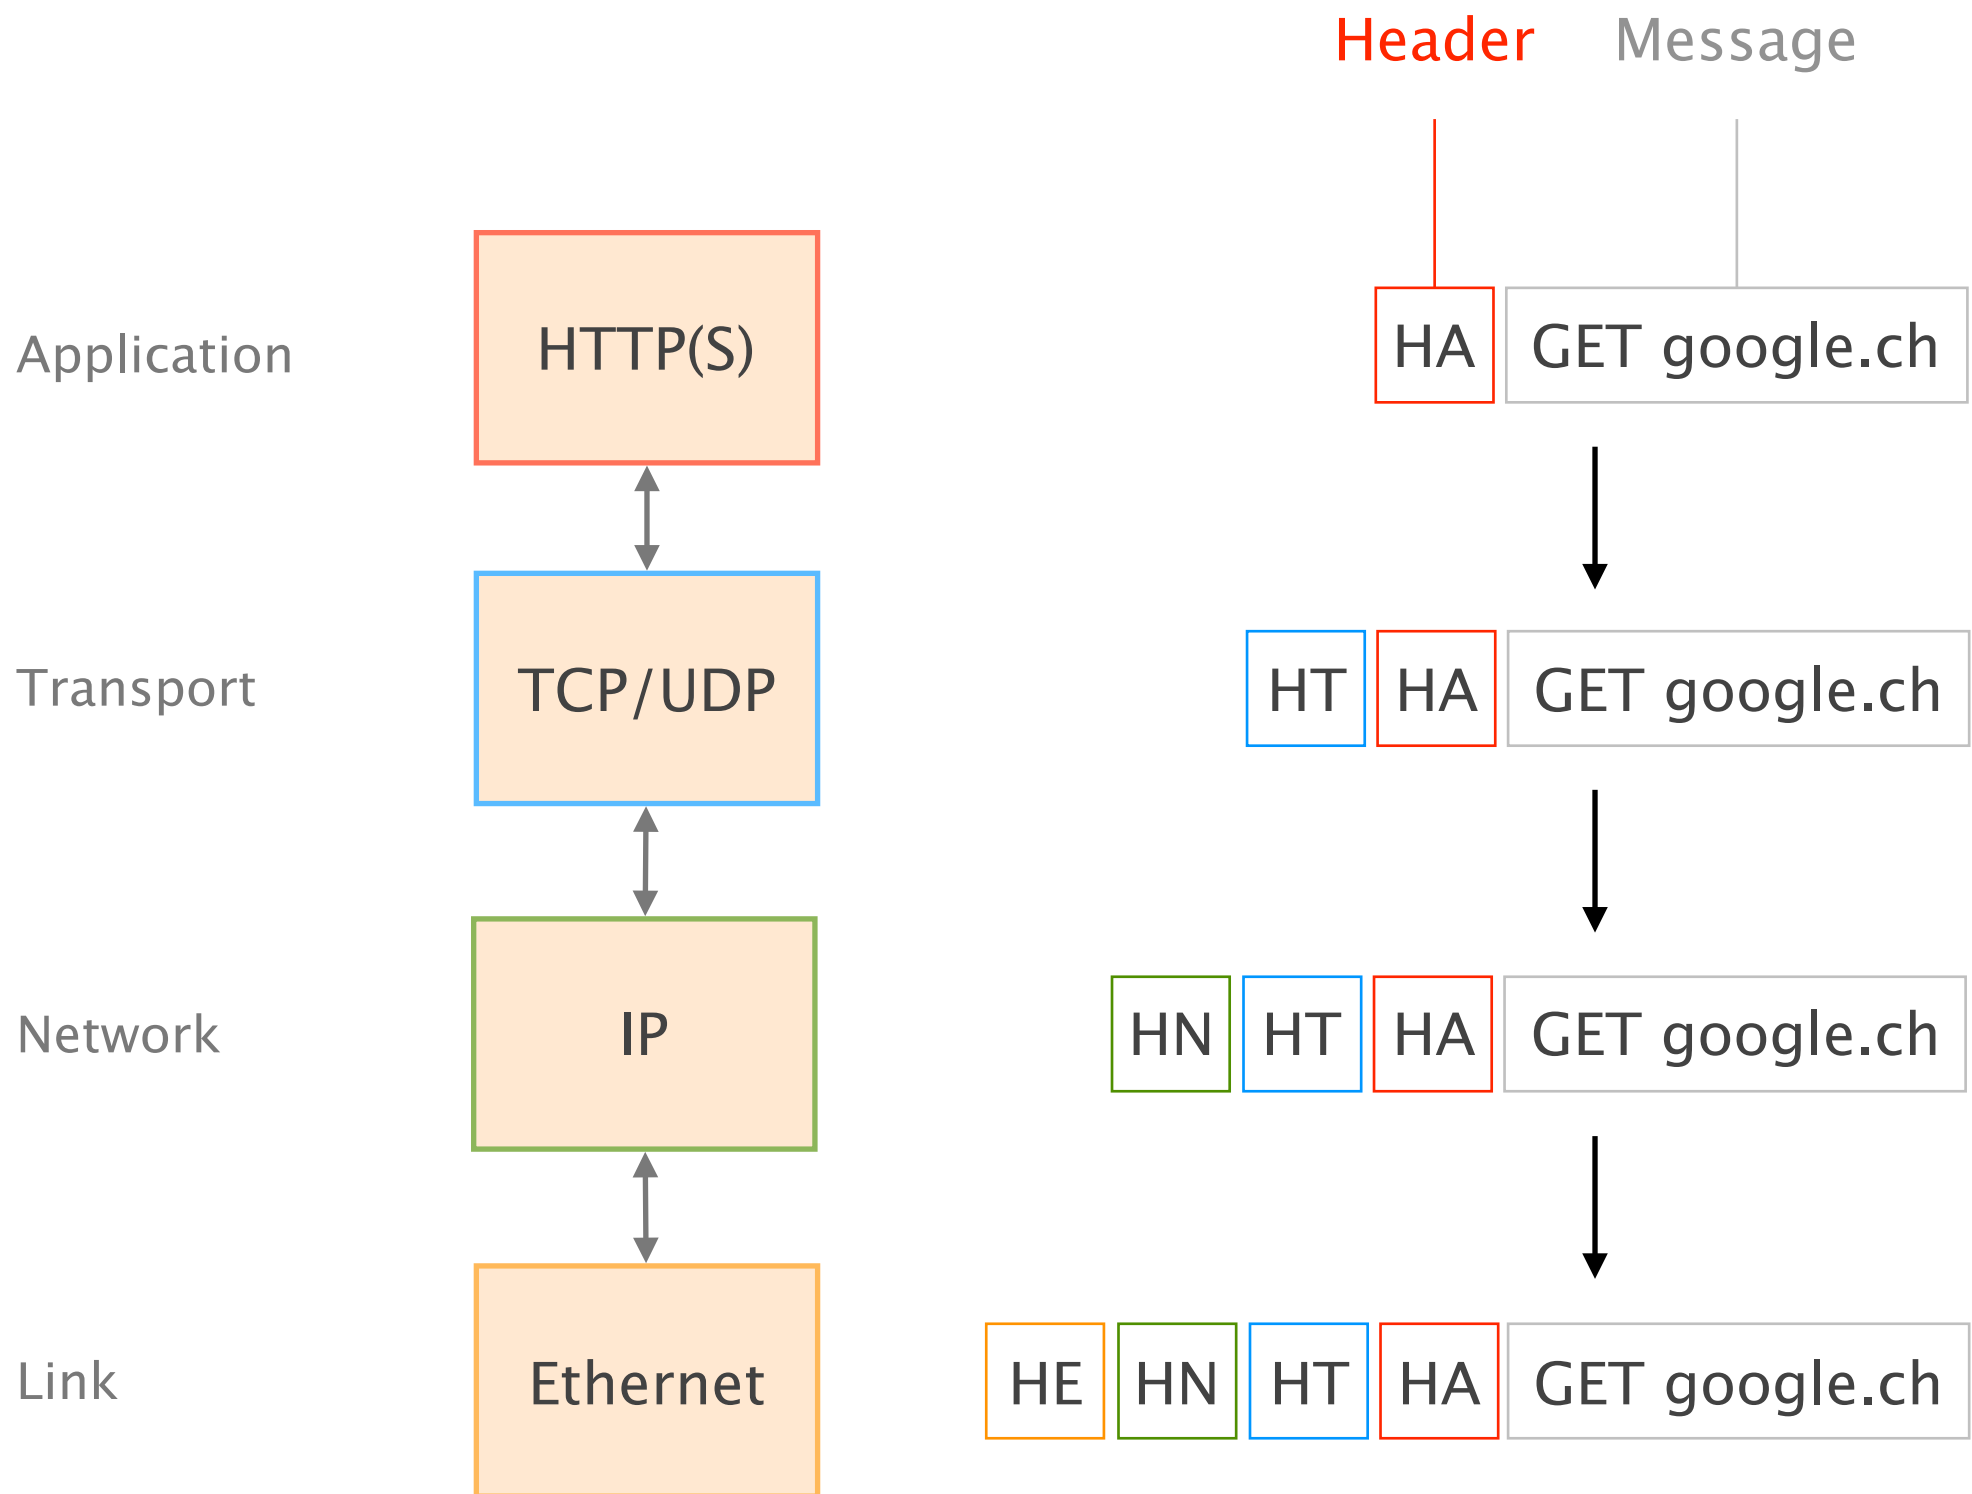 Header Message
Application HTTP(S) HA GET google.ch
Transport TCP/UDP HT HA GET google.ch
Network IP HN HT HA GET google.ch
Link Ethernet HE HN HT HA GET google.ch